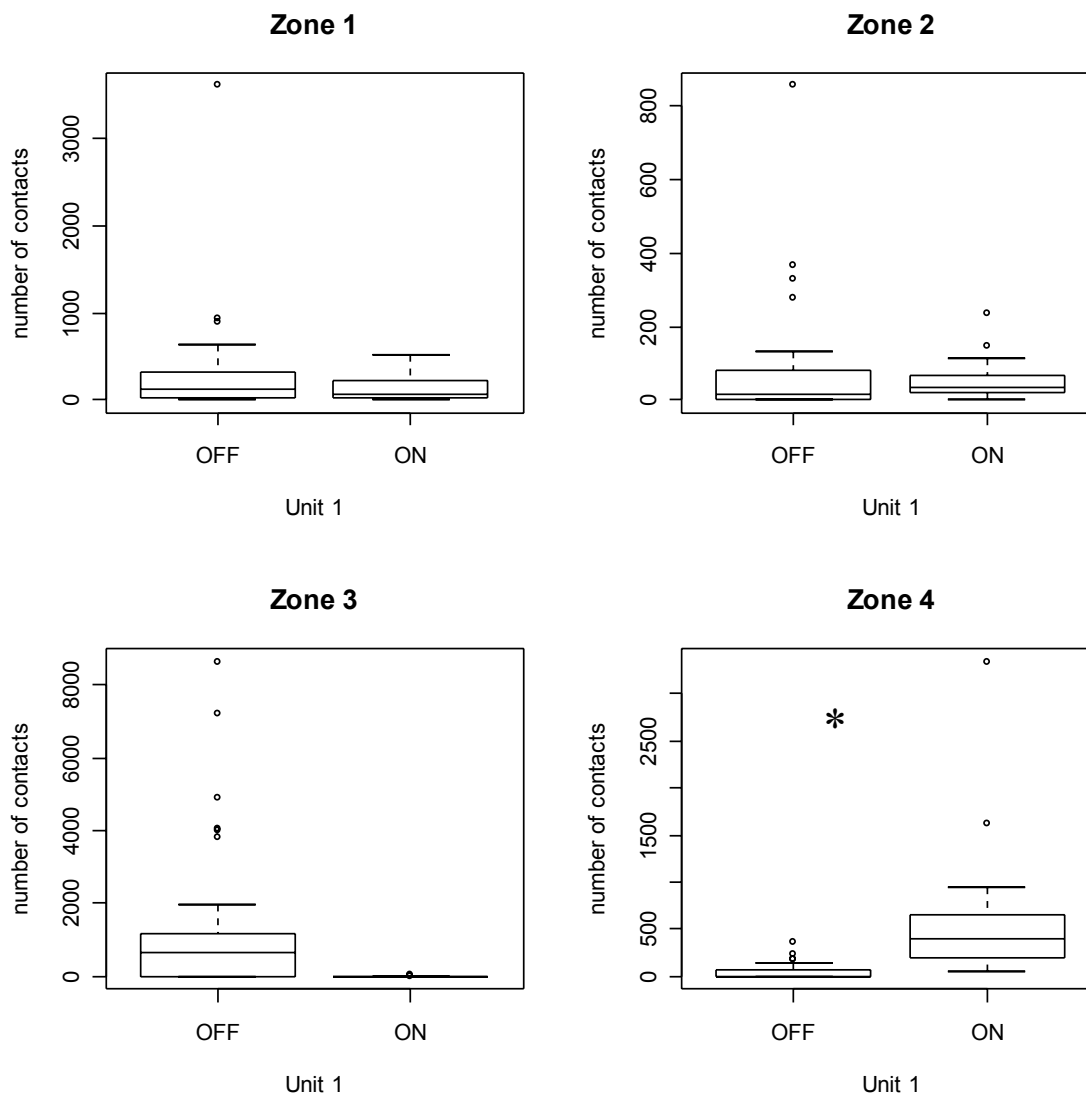 Zone 1
number of contacts
3000
2000
1000
0
OFF ON
Unit 1
Zone 2
number of contacts
800
600
400
200
0
OFF ON
Unit 1
Zone 3
number of contacts
8000
6000
4000
2000
0
OFF ON
Unit 1
Zone 4
number of contacts
2500
1500
500
0
*
OFF ON
Unit 1